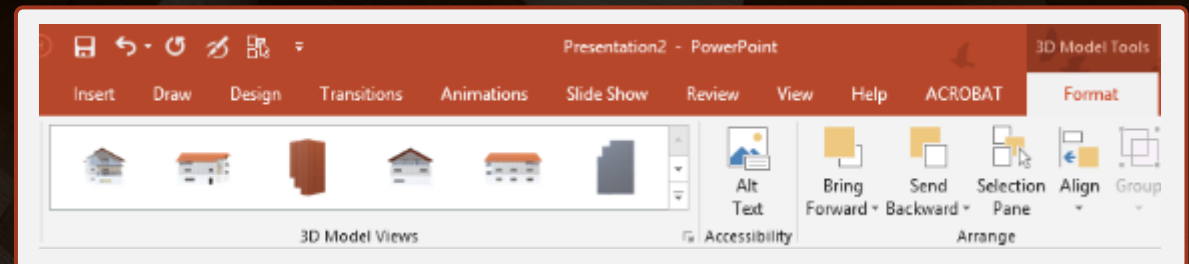 Presentation2 - PowerPoint
3D Model Tools
Insert Draw Design Transitions Animations Slide Show Review View Help ACROBAT Format
Alt Bring Send Selection Align Group
Text Forward Backward Pane
3D Model Views Accessibility Arrange